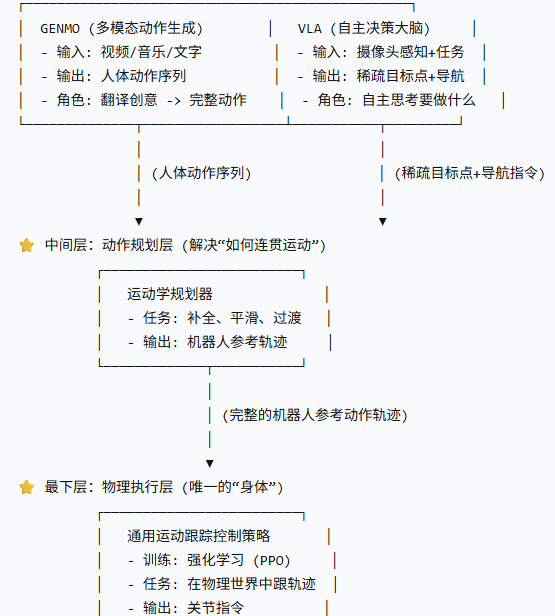 GENMO (多模态动作生成) VLA (自主决策大脑)
- 输入: 视频/音乐/文字 - 输入: 摄像头感知+任务
- 输出: 人体动作序列 - 输出: 稀疏目标点+导航
- 角色: 翻译创意 -> 完整动作 - 角色: 自主思考要做什么
(人体动作序列) (稀疏目标点+导航指令)
⭐ 中间层: 动作规划层 (解决“如何连贯运动”)
运动学规划器
- 任务: 补全、平滑、过渡
- 输出: 机器人参考轨迹
(完整的机器人参考动作轨迹)
⭐ 最下层: 物理执行层 (唯一的“身体”)
通用运动跟踪控制策略
- 训练: 强化学习 (PPO)
- 任务: 在物理世界中跟轨迹
- 输出: 关节指令